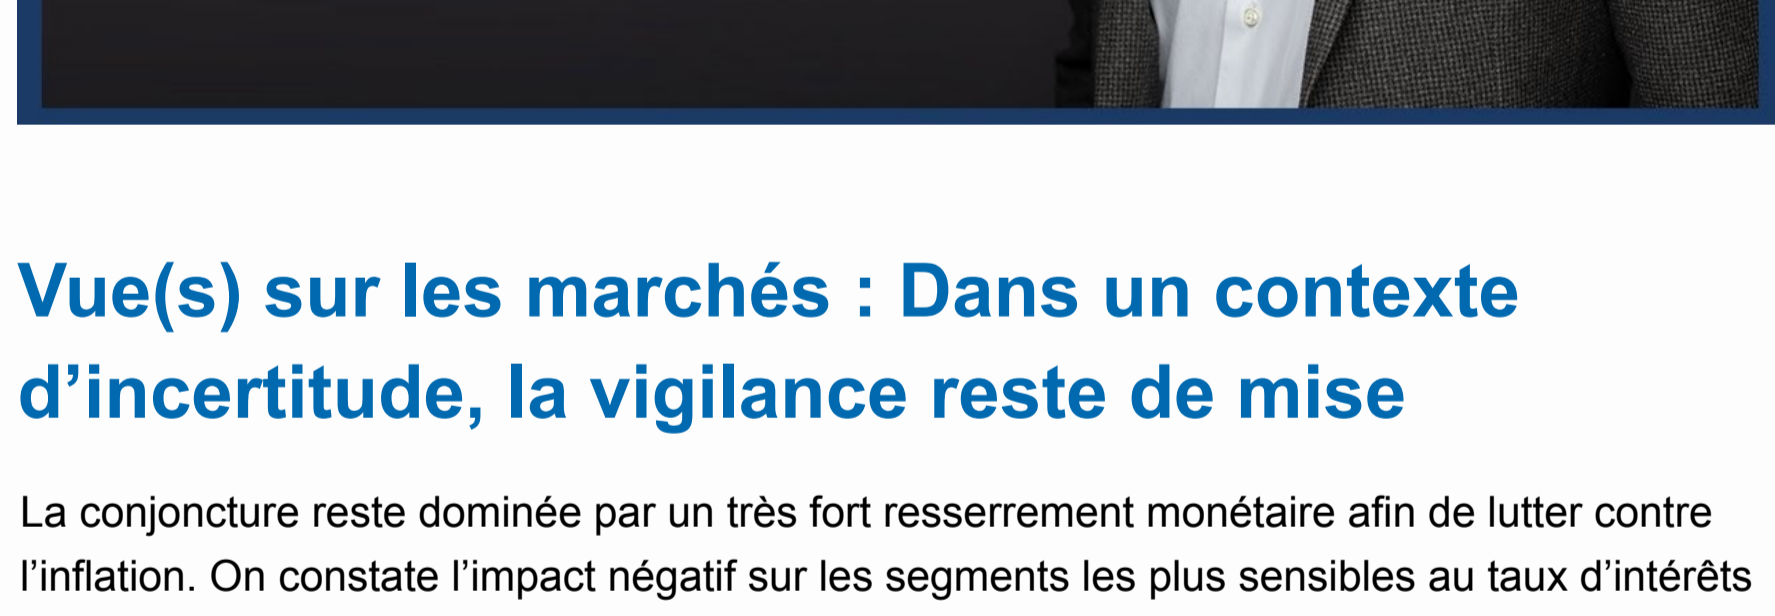 Vue(s) sur les marchés : Dans un contexte
d’incertitude, la vigilance reste de mise
La conjoncture reste dominée par un très fort resserrement monétaire afin de lutter contre
l’inflation. On constate l’impact négatif sur les segments les plus sensibles au taux d’intérêts